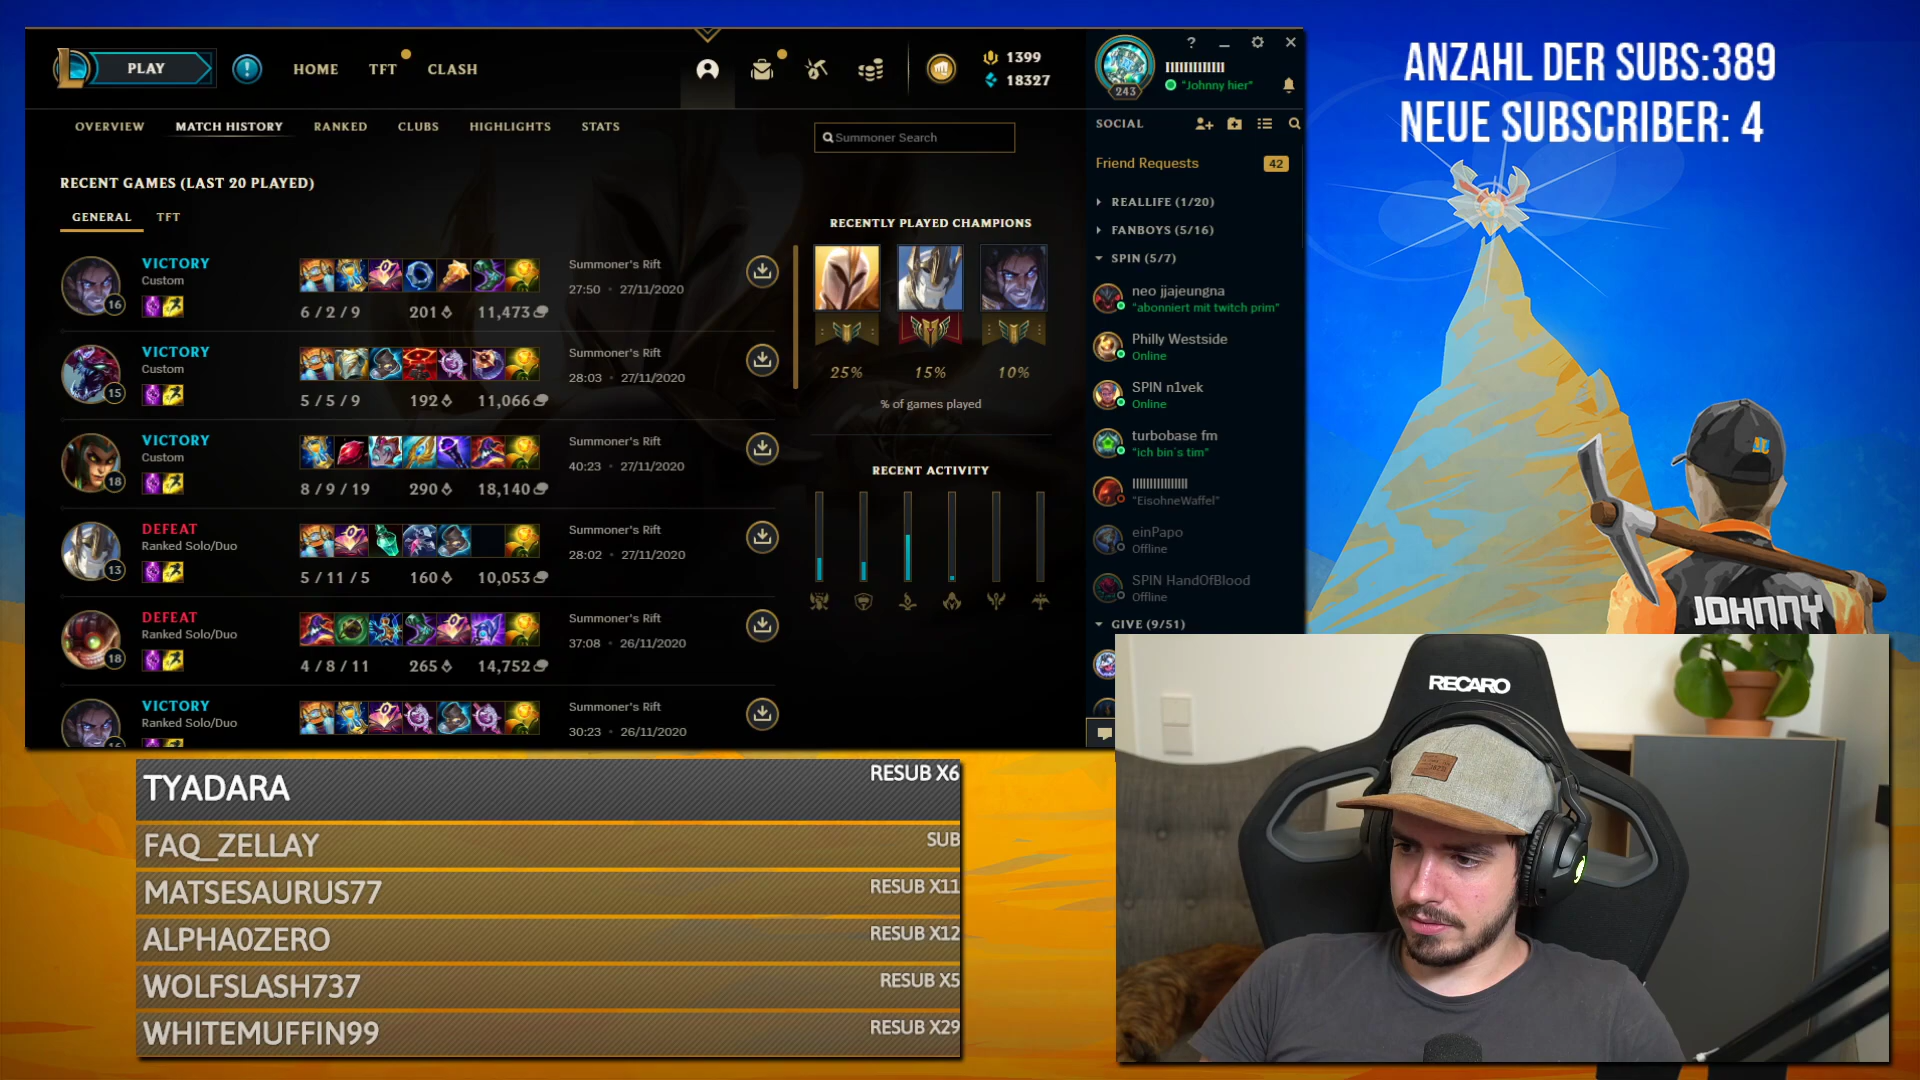 PLAY
HOME
TFT
CLASH
1399
18327
243
"Johnny hier"
OVERVIEW
MATCH HISTORY
RANKED
CLUBS
HIGHLIGHTS
STATS
Summoner Search
RECENT GAMES (LAST 20 PLAYED)
GENERAL
TFT
VICTORY
Custom
16
6 / 2 / 9
201
11,473
Summoner's Rift
27:50 • 27/11/2020
VICTORY
Custom
15
5 / 5 / 9
192
11,066
Summoner's Rift
28:03 • 27/11/2020
VICTORY
Custom
18
8 / 9 / 19
290
18,140
Summoner's Rift
40:23 • 27/11/2020
DEFEAT
Ranked Solo/Duo
13
5 / 11 / 5
160
10,053
Summoner's Rift
28:02 • 27/11/2020
DEFEAT
Ranked Solo/Duo
18
4 / 8 / 11
265
14,752
Summoner's Rift
37:08 • 26/11/2020
VICTORY
Ranked Solo/Duo
Summoner's Rift
30:23 • 26/11/2020
RECENTLY PLAYED CHAMPIONS
25%
15%
10%
% of games played
RECENT ACTIVITY
SOCIAL
Friend Requests
42
REALLIFE (1/20)
FANBOYS (5/16)
SPIN (5/7)
neo jjajeungna
"abonniert mit twitch prim"
Philly Westside
Online
SPIN n1vek
Online
turbobase fm
"ich bin´s tim"
"EisohneWaffel"
einPapo
Offline
SPIN HandOfBlood
Offline
GIVE (9/51)
ANZAHL DER SUBS:389
NEUE SUBSCRIBER: 4
JOHNNY
RECARO
TYADARA
RESUB X6
FAQ_ZELLAY
SUB
MATSESAURUS77
RESUB X11
ALPHA0ZERO
RESUB X12
WOLFSLASH737
RESUB X5
WHITEMUFFIN99
RESUB X29